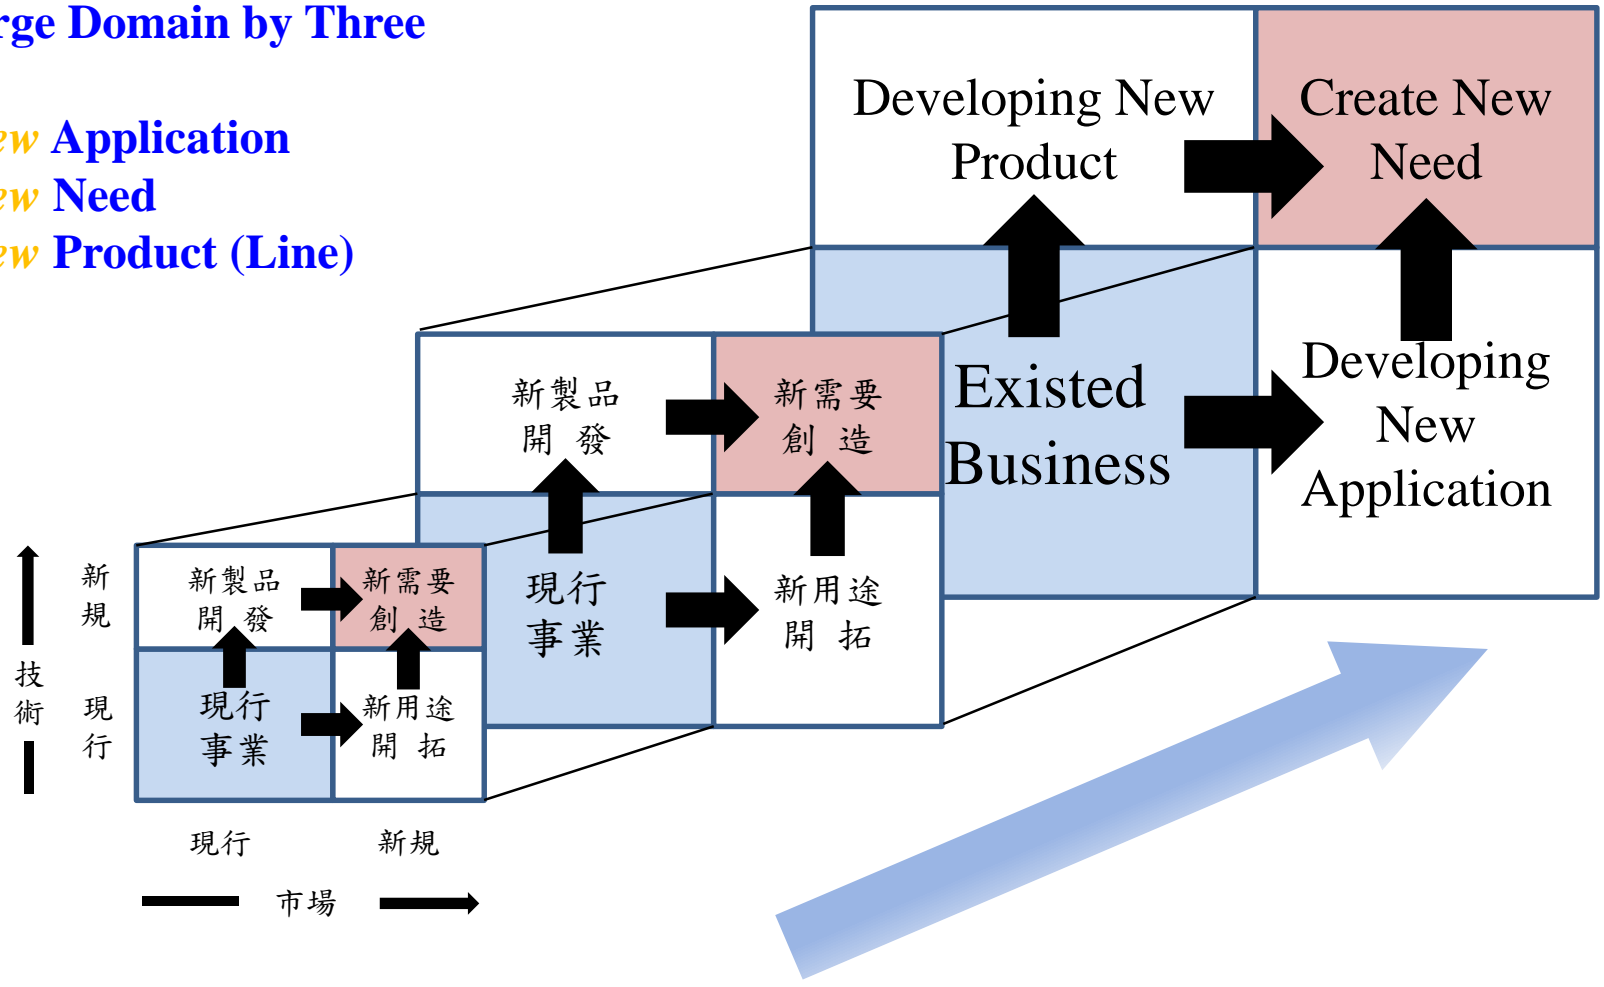 rge Domain by Three
ew Application
ew Need
ew Product (Line)
Developing New
Product
Create New
Need
Existed
Business
Developing
New
Application
新製品
開 發
新需要
創 造
現行
事業
新用途
開 拓
新製品
開 發
新需要
創 造
現行
事業
新用途
開 拓
新
規
技
術
現
行
現行
新規
市場